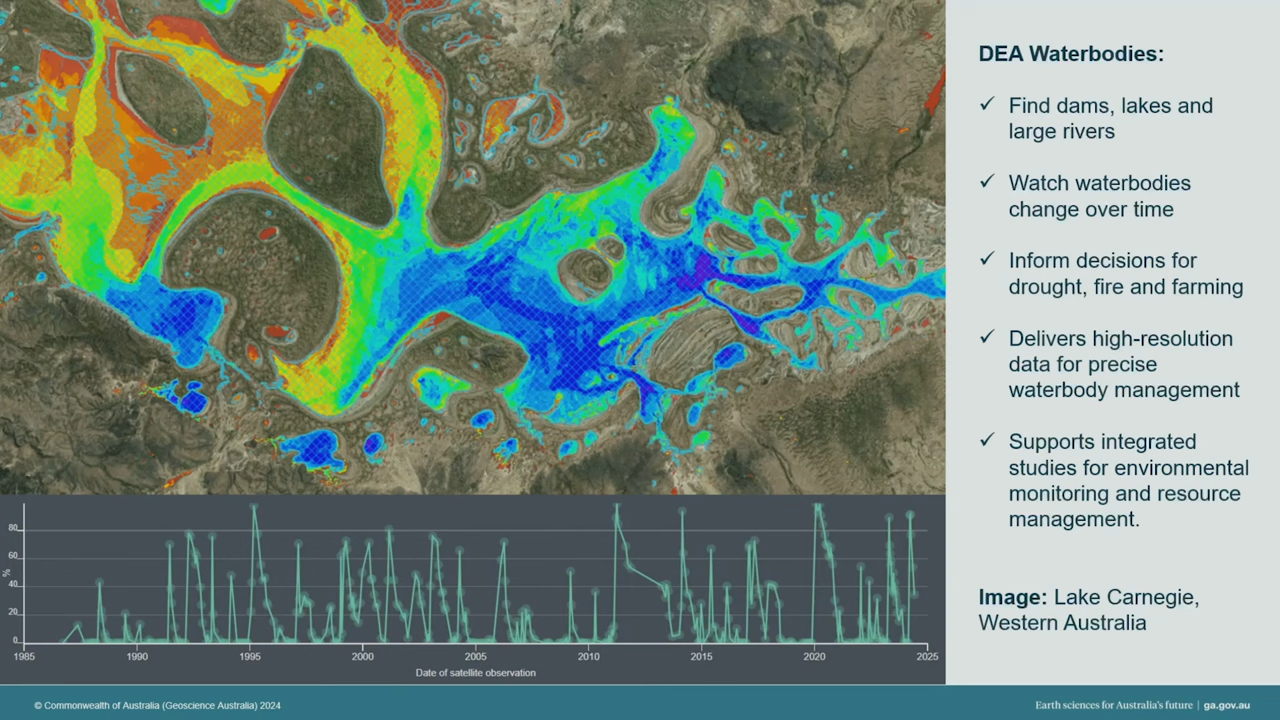 DEA Waterbodies:
✓ Find dams, lakes and
large rivers
✓ Watch waterbodies
change over time
✓ Inform decisions for
drought, fire and farming
✓ Delivers high-resolution
data for precise
waterbody management
✓ Supports integrated
studies for environmental
monitoring and resource
management.
Image: Lake Carnegie,
Western Australia
80
60
%
40
20
0
1985 1990 1995 2000 2005 2010 2015 2020 2025
Date of satellite observation
© Commonwealth of Australia (Geoscience Australia) 2024
Earth sciences for Australia's future | ga.gov.au